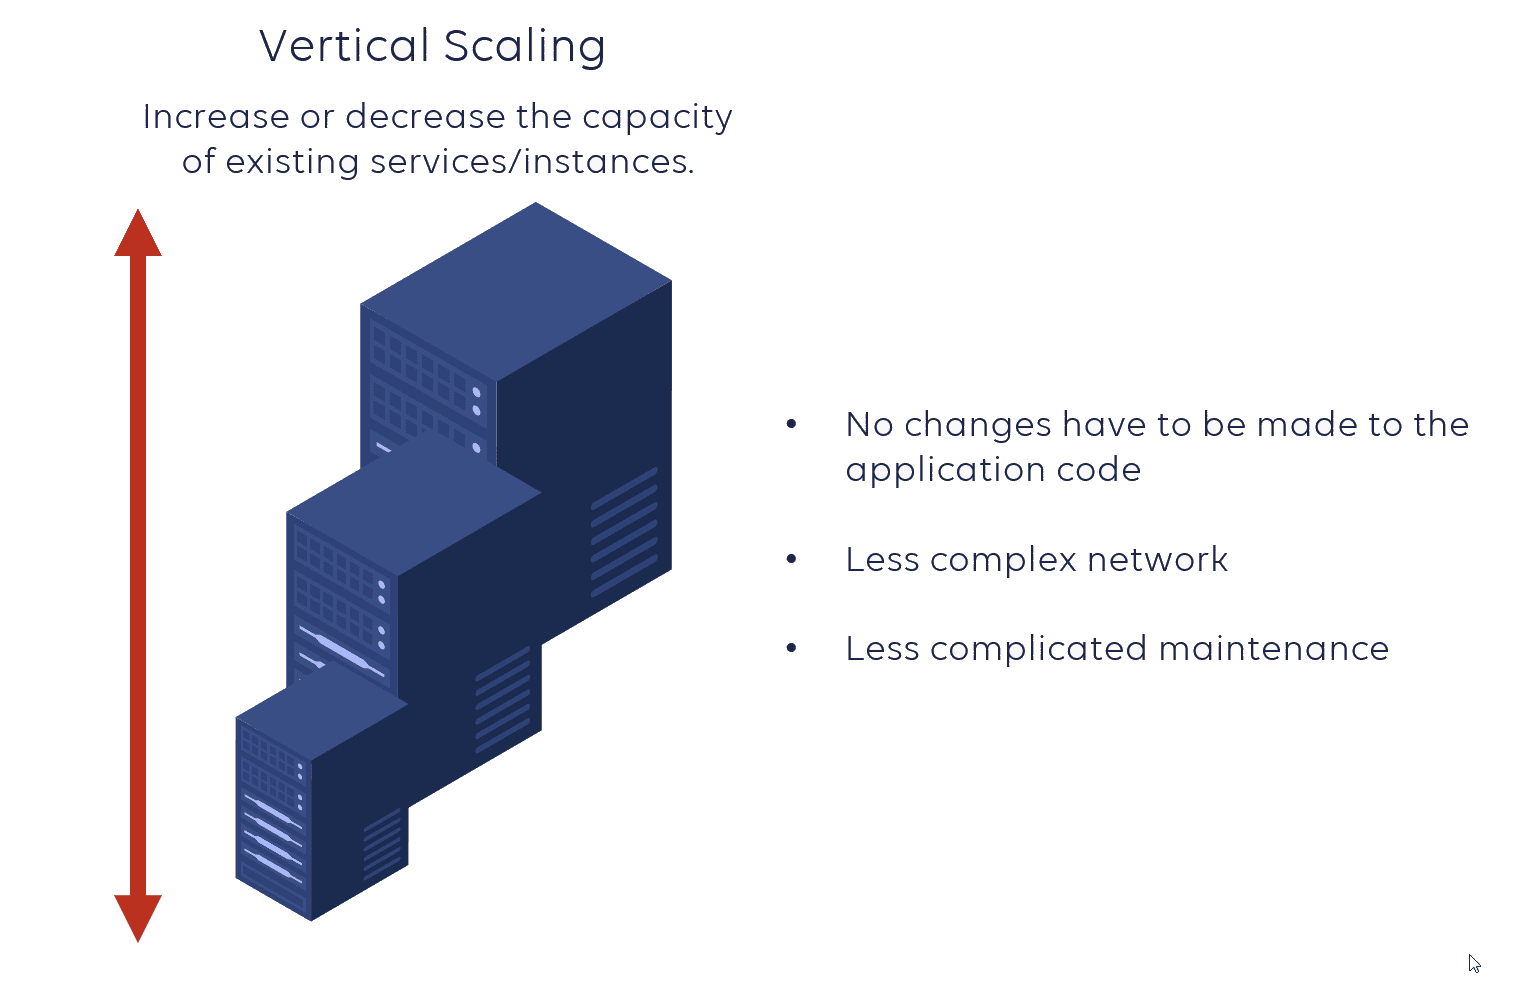 Vertical Scaling
Increase or decrease the capacity
of existing services/instances.
• No changes have to be made to the
application code
• Less complex network
• Less complicated maintenance